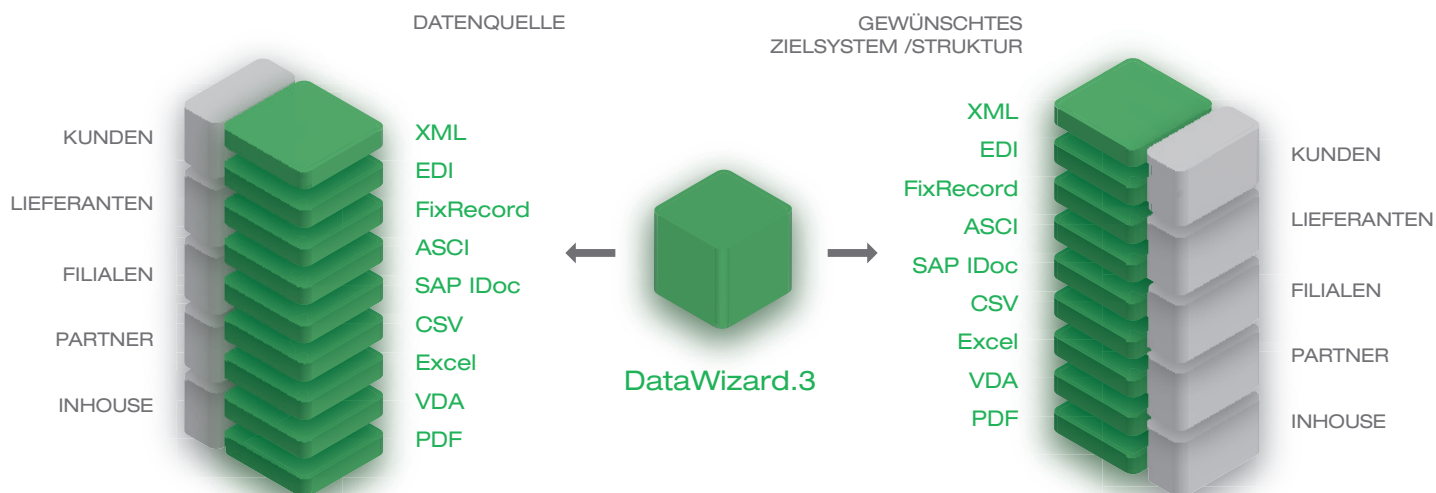 DATENQUELLE
GEWÜNSCHTES
ZIELSYSTEM /STRUKTUR
KUNDEN
LIEFERANTEN
FILIALEN
PARTNER
INHOUSE
XML
EDI
FixRecord
ASCI
SAP IDoc
CSV
Excel
VDA
PDF
DataWizard.3
XML
EDI
FixRecord
ASCI
SAP IDoc
CSV
Excel
VDA
PDF
KUNDEN
LIEFERANTEN
FILIALEN
PARTNER
INHOUSE